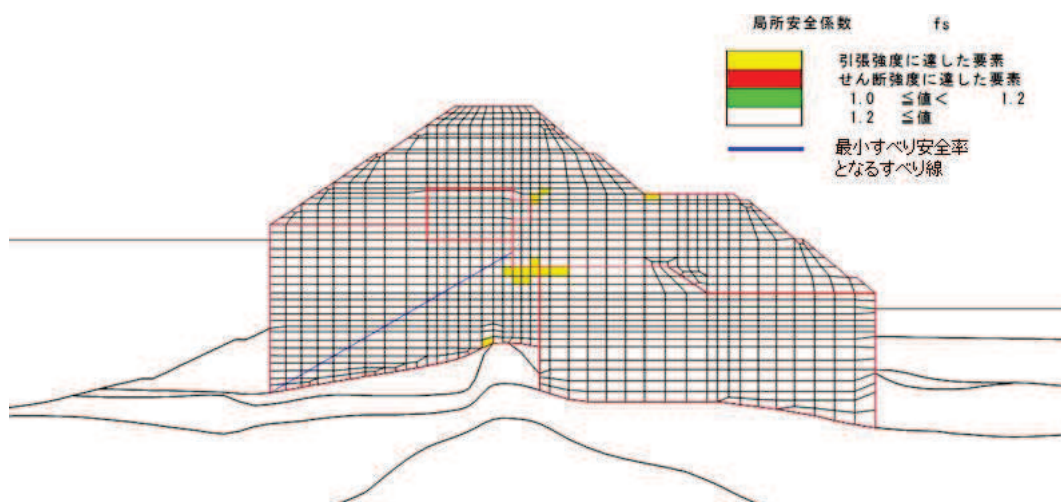 局所安全係数 fs
引張強度に達した要素
せん断強度に達した要素
1.0 ≦値< 1.2
1.2 ≦値
最小すべり安全率
となるすべり線